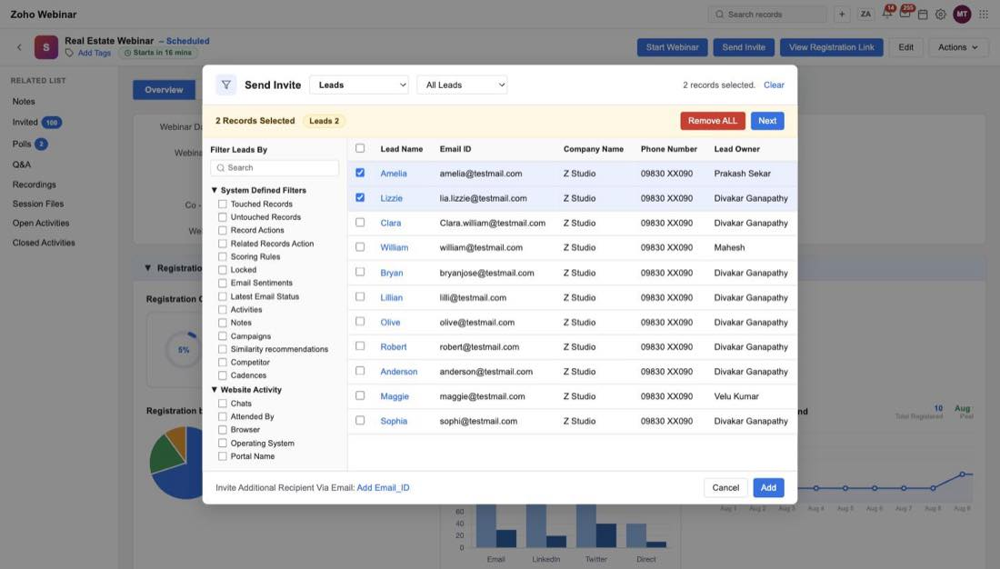 Zoho Webinar
Search records
+
ZA
14
255
MT
S
Real Estate Webinar – Scheduled
Add Tags
Starts in 16 mins
Start Webinar
Send Invite
View Registration Link
Edit
Actions
RELATED LIST
Notes
Invited 100
Polls 2
Q&A
Recordings
Session Files
Open Activities
Closed Activities
Overview
Webinar
Co -
Registration
5%
Send Invite
Leads
All Leads
2 records selected. Clear
2 Records Selected
Leads 2
Remove ALL
Next
Filter Leads By
Search
System Defined Filters
Touched Records
Untouched Records
Record Actions
Related Records Action
Scoring Rules
Locked
Email Sentiments
Latest Email Status
Activities
Notes
Campaigns
Similarity recommendations
Competitor
Cadences
Website Activity
Chats
Attended By
Browser
Operating System
Portal Name
Lead Name Email ID Company Name Phone Number Lead Owner
Amelia amelia@testmail.com Z Studio 09830 XX090 Prakash Sekar
Lizzie lia.lizzie@testmail.com Z Studio 09830 XX090 Divakar Ganapathy
Clara Clara.william@testmail.com Z Studio 09830 XX090 Divakar Ganapathy
William william@testmail.com Z Studio 09830 XX090 Mahesh
Bryan bryanjose@testmail.com Z Studio 09830 XX090 Divakar Ganapathy
Lillian lilli@testmail.com Z Studio 09830 XX090 Divakar Ganapathy
Olive olive@testmail.com Z Studio 09830 XX090 Divakar Ganapathy
Robert robert@testmail.com Z Studio 09830 XX090 Divakar Ganapathy
Anderson anderson@testmail.com Z Studio 09830 XX090 Divakar Ganapathy
Maggie maggie@testmail.com Z Studio 09830 XX090 Velu Kumar
Sophia sophi@testmail.com Z Studio 09830 XX090 Divakar Ganapathy
Invite Additional Recipient Via Email: Add Email_ID
Cancel
Add
10
Total Registered
Aug
Peak
Aug 1 Aug 2 Aug 3 Aug 4 Aug 5 Aug 6 Aug 7 Aug 8 Aug 9
60
40
20
0
Email LinkedIn Twitter Direct